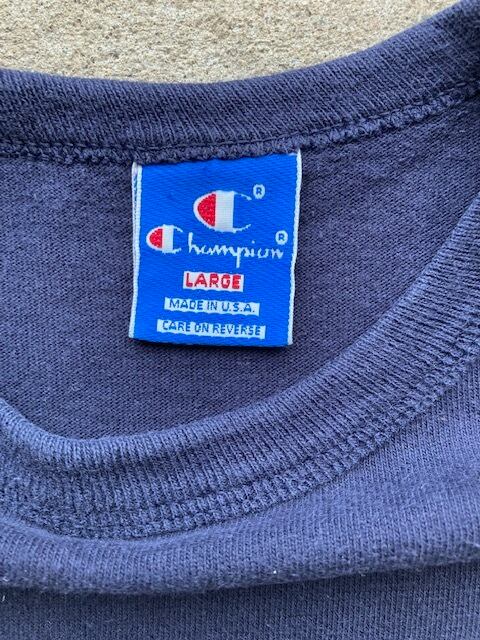 ®
Champion®
LARGE
MADE IN U.S.A.
CARE ON REVERSE